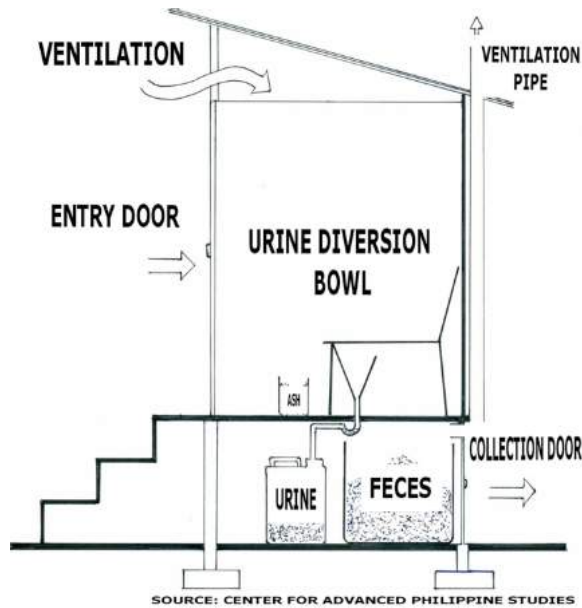 VENTILATION
VENTILATION
PIPE
ENTRY DOOR
URINE DIVERSION
BOWL
ASH
COLLECTION DOOR
URINE
FECES
SOURCE: CENTER FOR ADVANCED PHILIPPINE STUDIES